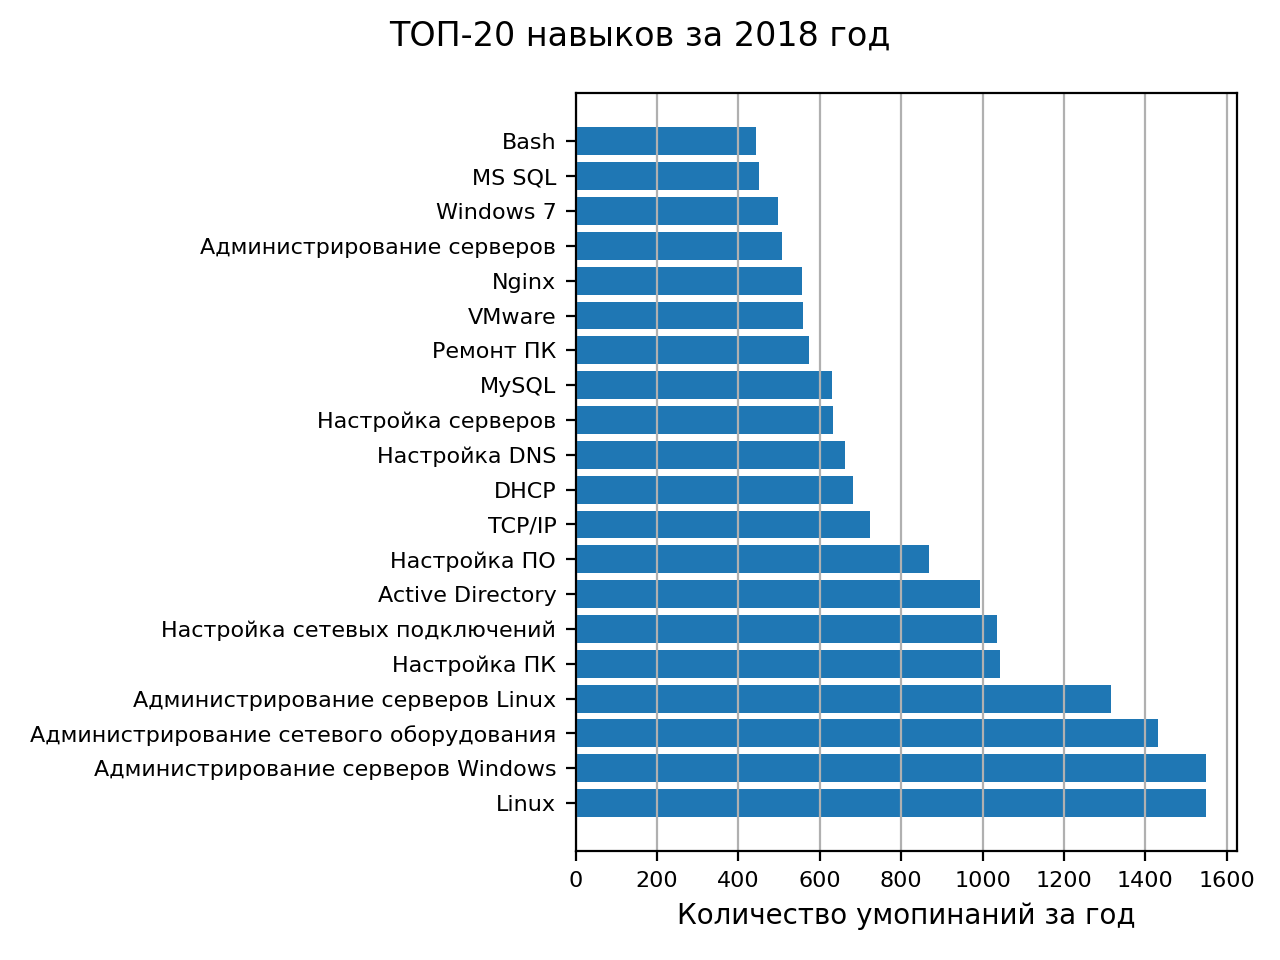 ТОП-20 навыков за 2018 год
Bash
MS SQL
Windows 7
Администрирование серверов
Nginx
VMware
Ремонт ПК
MySQL
Настройка серверов
Настройка DNS
DHCP
TCP/IP
Настройка ПО
Active Directory
Настройка сетевых подключений
Настройка ПК
Администрирование серверов Linux
Администрирование сетевого оборудования
Администрирование серверов Windows
Linux
0 200 400 600 800 1000 1200 1400 1600
Количество умопинаний за год